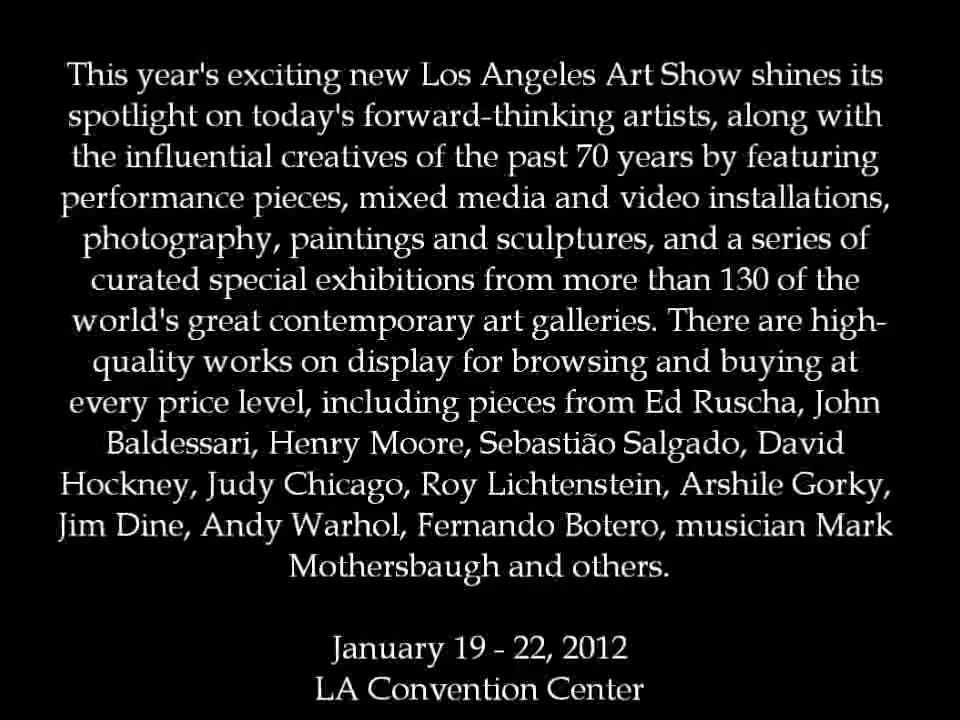 This year's exciting new Los Angeles Art Show shines its
spotlight on today's forward-thinking artists, along with
the influential creatives of the past 70 years by featuring
performance pieces, mixed media and video installations,
photography, paintings and sculptures, and a series of
curated special exhibitions from more than 130 of the
world's great contemporary art galleries. There are high-
quality works on display for browsing and buying at
every price level, including pieces from Ed Ruscha, John
Baldessari, Henry Moore, Sebastião Salgado, David
Hockney, Judy Chicago, Roy Lichtenstein, Arshile Gorky,
Jim Dine, Andy Warhol, Fernando Botero, musician Mark
Mothersbaugh and others.
January 19 - 22, 2012
LA Convention Center